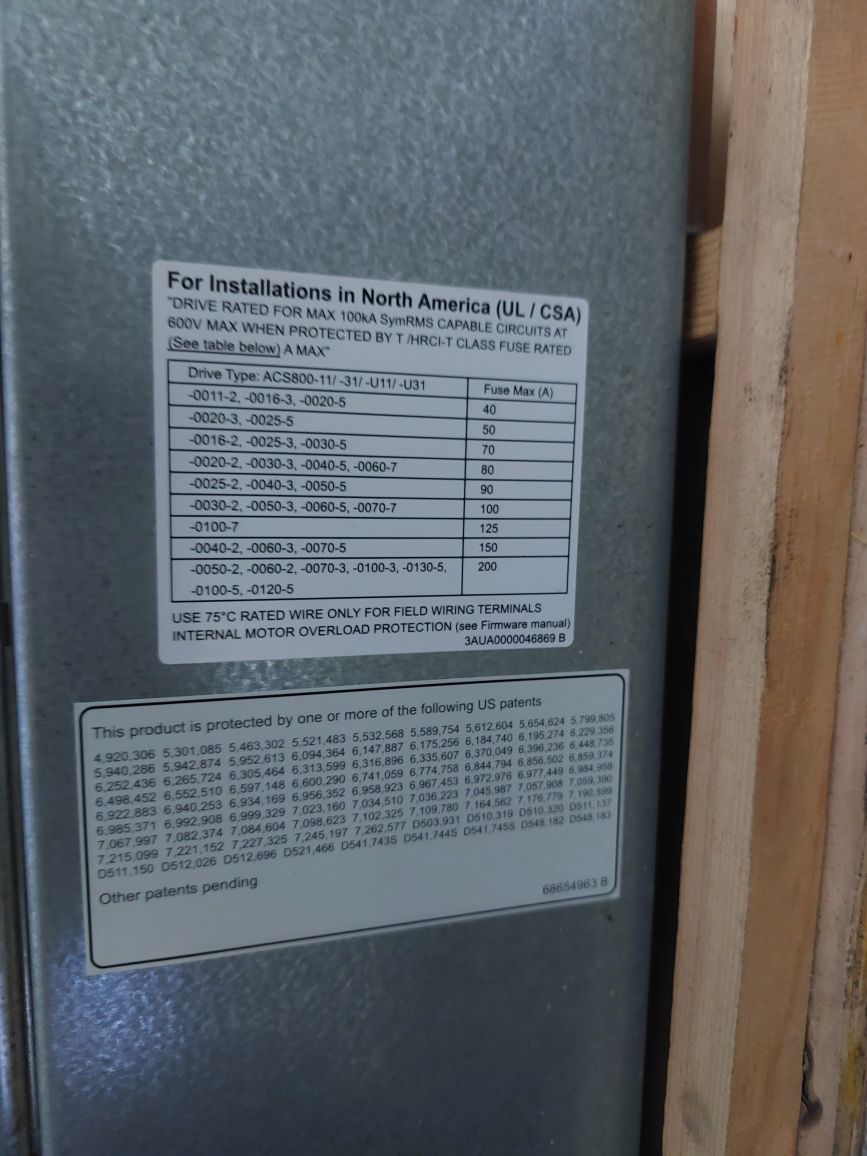 For Installations in North America (UL / CSA)
"DRIVE RATED FOR MAX 100kA SymRMS CAPABLE CIRCUITS AT
600V MAX WHEN PROTECTED BY T /HRCI-T CLASS FUSE RATED
(See table below) A MAX"
Drive Type: ACS800-11/ -31/ -U11/ -U31 Fuse Max (A)
-0011-2, -0016-3, -0020-5 40
-0020-3, -0025-5 50
-0016-2, -0025-3, -0030-5 70
-0020-2, -0030-3, -0040-5, -0060-7 80
-0025-2, -0040-3, -0050-5 90
-0030-2, -0050-3, -0060-5, -0070-7 100
-0100-7 125
-0040-2, -0060-3, -0070-5 150
-0050-2, -0060-2, -0070-3, -0100-3, -0130-5, 200
-0100-5, -0120-5
USE 75°C RATED WIRE ONLY FOR FIELD WIRING TERMINALS
INTERNAL MOTOR OVERLOAD PROTECTION (see Firmware manual)
3AUA0000046869 B
This product is protected by one or more of the following US patents
4,920,306 5,301,085 5,463,302 5,521,483 5,532,568 5,589,754 5,612,604 5,654,624 5,799,805
5,940,286 5,942,874 5,952,613 6,094,364 6,147,887 6,175,256 6,184,740 6,195,274 6,229,356
6,252,436 6,265,724 6,305,464 6,313,599 6,316,896 6,335,607 6,370,049 6,396,236 6,448,735
6,498,452 6,552,510 6,597,148 6,600,290 6,741,059 6,774,758 6,844,794 6,856,502 6,859,374
6,922,883 6,940,253 6,934,169 6,956,352 6,958,923 6,967,453 6,972,976 6,977,449 6,984,958
6,985,371 6,992,908 6,999,329 7,023,160 7,034,510 7,036,223 7,045,987 7,057,908 7,059,390
7,067,997 7,082,374 7,084,604 7,098,623 7,102,325 7,109,780 7,164,562 7,176,779 7,190,599
7,215,099 7,221,152 7,227,325 7,245,197 7,262,577 D503,931 D510,319 D510,320 D511,137
D511,150 D512,026 D512,696 D521,466 D541,743S D541,744S D541,745S D548,182 D548,183
Other patents pending
68654963 B